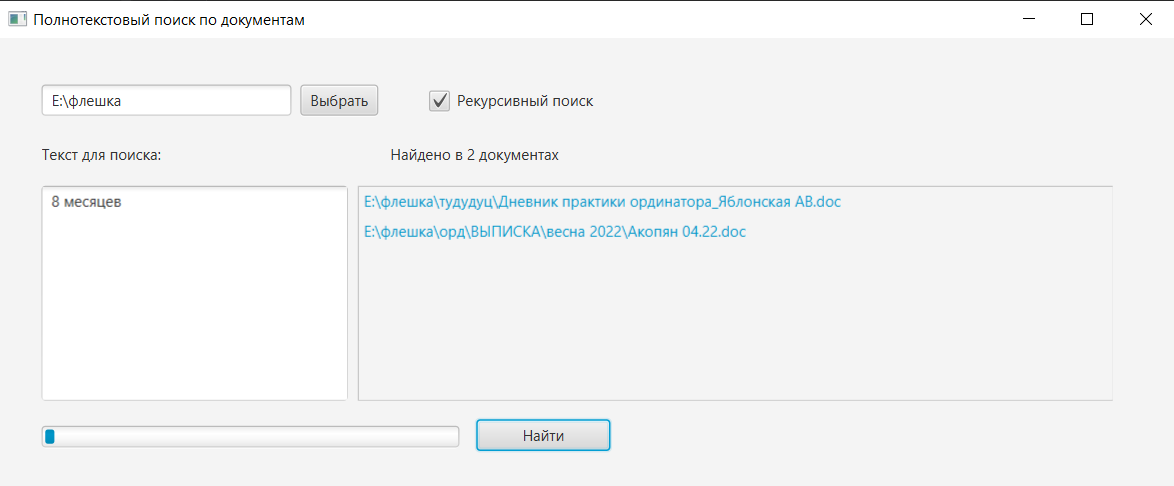 Полнотекстовый поиск по документам
E:\флешка
Выбрать
Рекурсивный поиск
Текст для поиска:
Найдено в 2 документах
8 месяцев
E:\флешка\тудудуц\Дневник практики ординатора_Яблонская АВ.doc
E:\флешка\орд\ВЫПИСКА\весна 2022\Акопян 04.22.doc
Найти